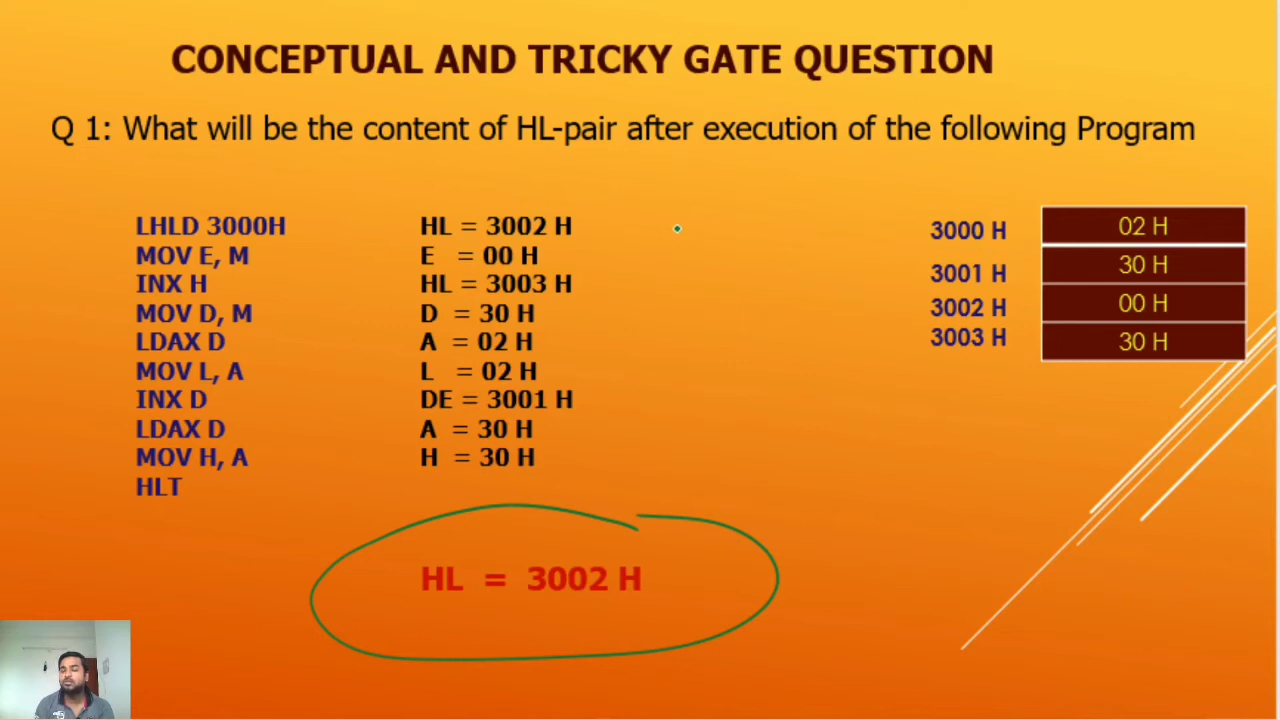 CONCEPTUAL AND TRICKY GATE QUESTION
Q 1: What will be the content of HL-pair after execution of the following Program
LHLD 3000H HL = 3002 H
MOV E, M E = 00 H
INX H HL = 3003 H
MOV D, M D = 30 H
LDAX D A = 02 H
MOV L, A L = 02 H
INX D DE = 3001 H
LDAX D A = 30 H
MOV H, A H = 30 H
HLT
HL = 3002 H
3000 H 02 H
3001 H 30 H
3002 H 00 H
3003 H 30 H